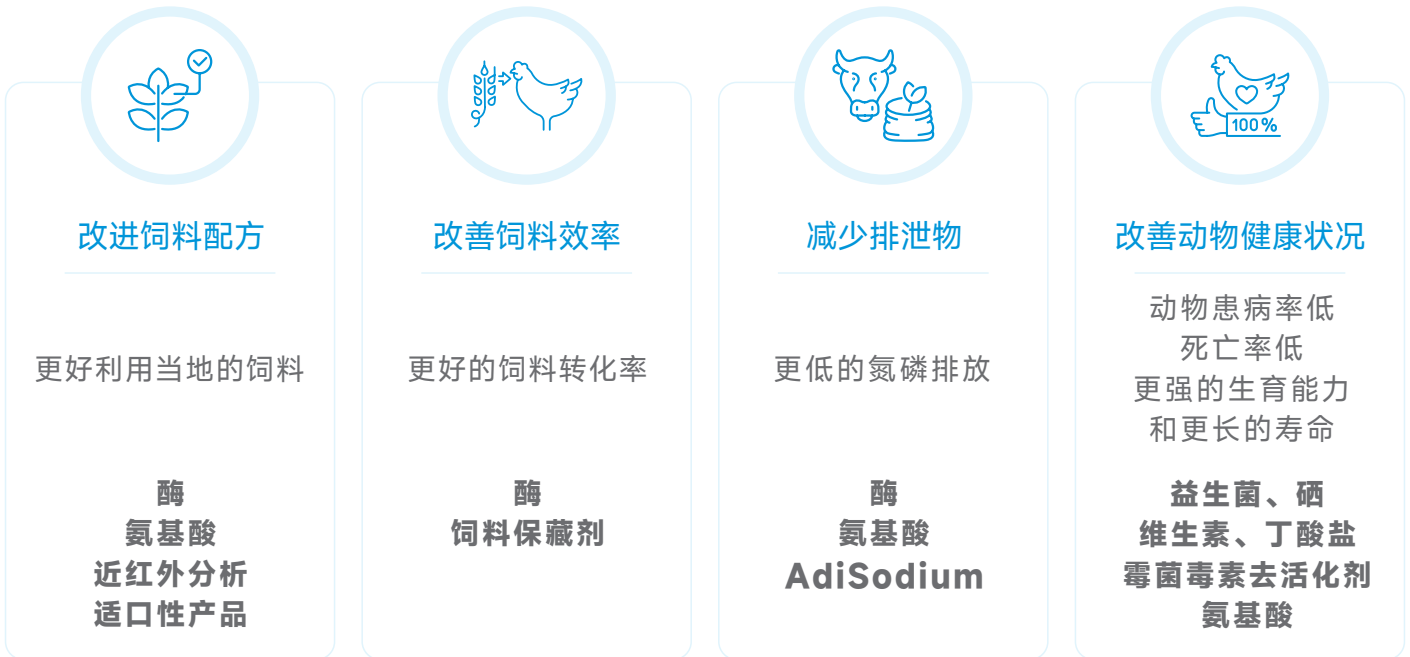 100%
改进饲料配方
更好利用当地的饲料
酶
氨基酸
近红外分析
适口性产品
改善饲料效率
更好的饲料转化率
酶
饲料保藏剂
减少排泄物
更低的氮磷排放
酶
氨基酸
AdiSodium
改善动物健康状况
动物患病率低
死亡率低
更强的生育能力
和更长的寿命
益生菌、硒
维生素、丁酸盐
霉菌毒素去活化剂
氨基酸